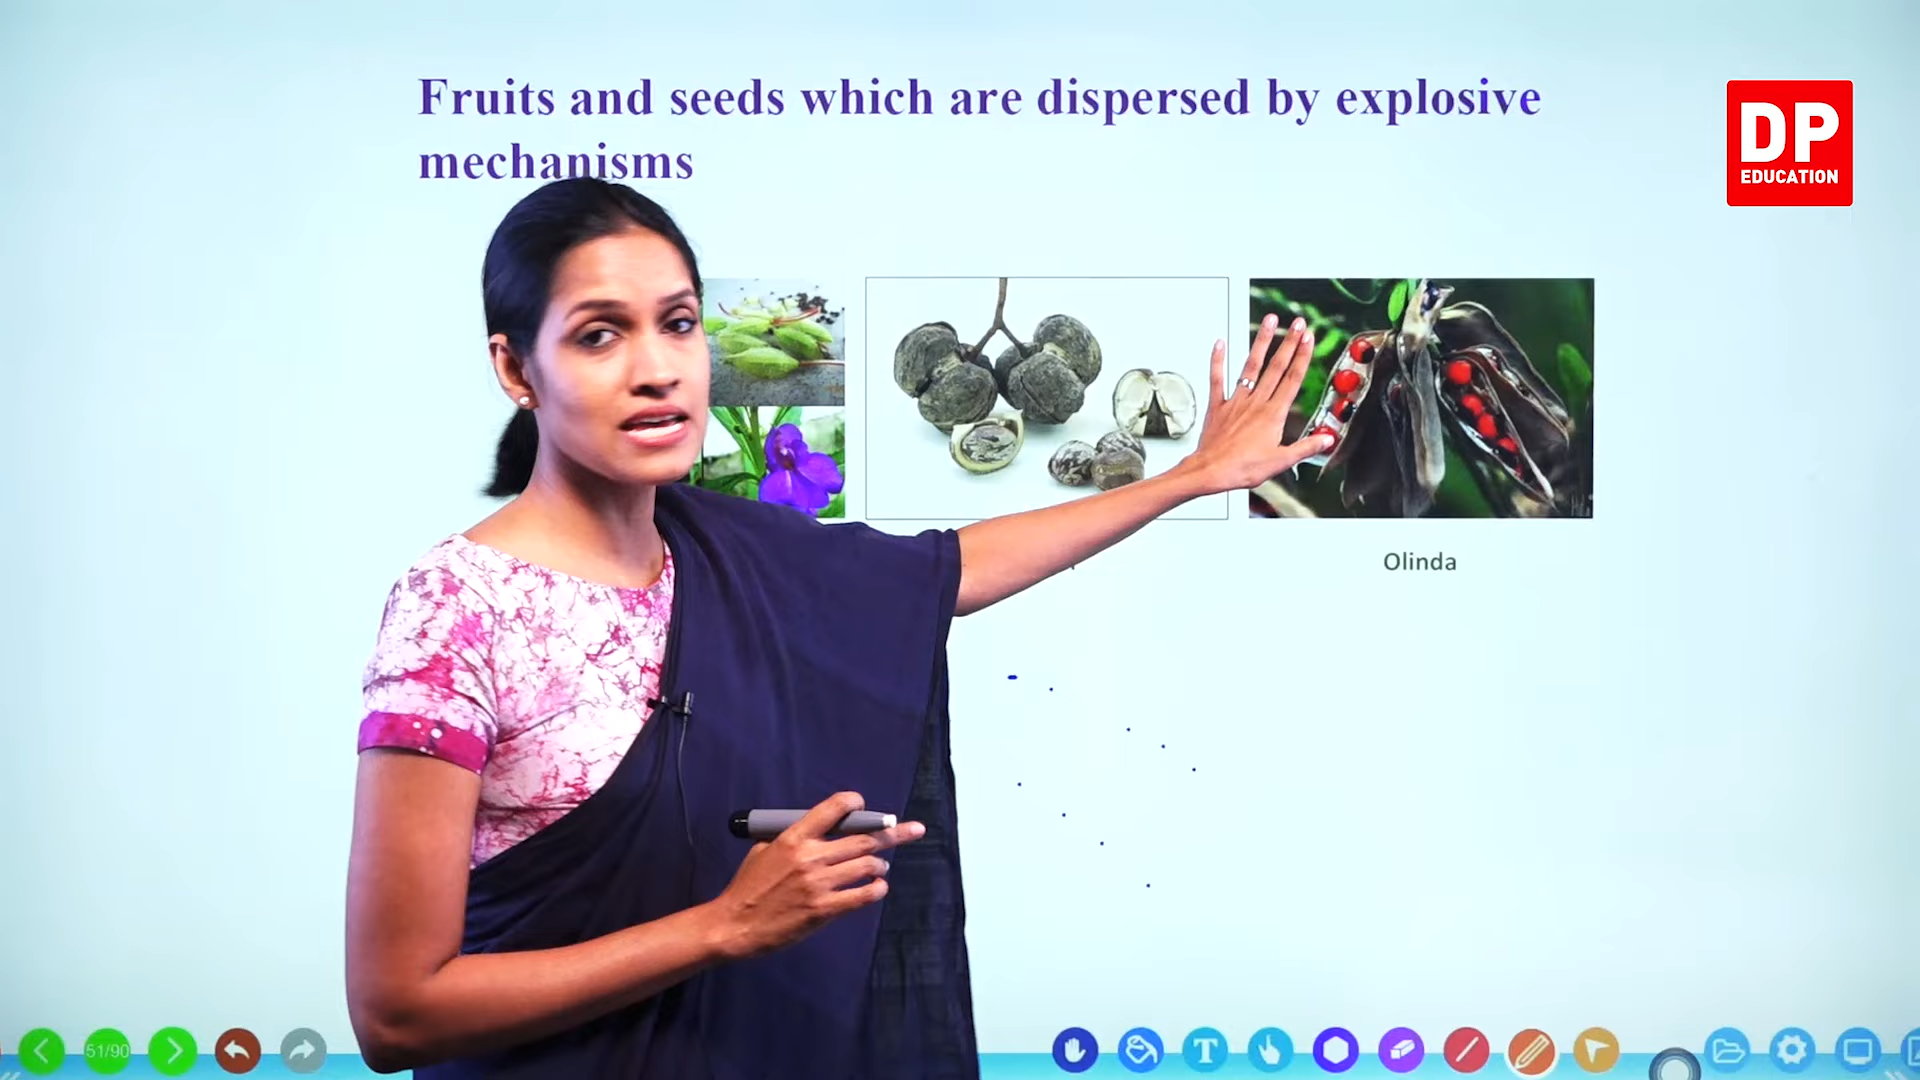 Fruits and seeds which are dispersed by explosive
mechanisms
DP
EDUCATION
Olinda
51/90
T